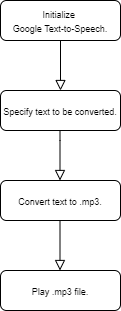 Initialize
Google Text-to-Speech.
Specify text to be converted.
Convert text to .mp3.
Play .mp3 file.